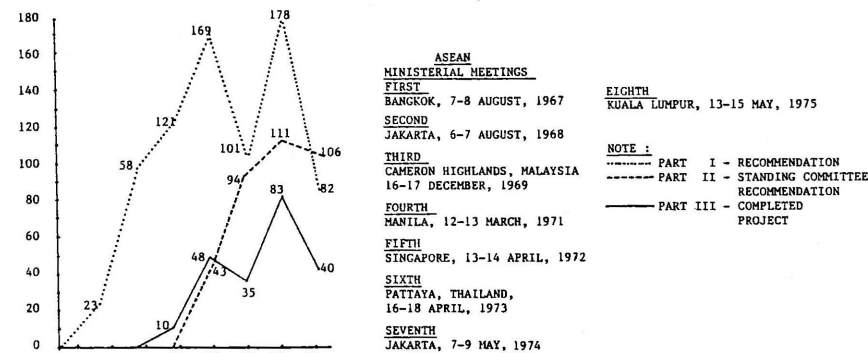 180
160
140
120
100
80
60
40
20
0
23
58
121
169
101
178
82
10
48
43
94
35
111
83
106
40
ASEAN
MINISTERIAL MEETINGS
FIRST
BANGKOK, 7-8 AUGUST, 1967
SECOND
JAKARTA, 6-7 AUGUST, 1968
THIRD
CAMERON HIGHLANDS, MALAYSIA
16-17 DECEMBER, 1969
FOURTH
MANILA, 12-13 MARCH, 1971
FIFTH
SINGAPORE, 13-14 APRIL, 1972
SIXTH
PATTAYA, THAILAND,
16-18 APRIL, 1973
SEVENTH
JAKARTA, 7-9 MAY, 1974
EIGHTH
KUALA LUMPUR, 13-15 MAY, 1975
NOTE :
PART I - RECOMMENDATION
PART II - STANDING COMMITTEE
RECOMMENDATION
PART III - COMPLETED
PROJECT